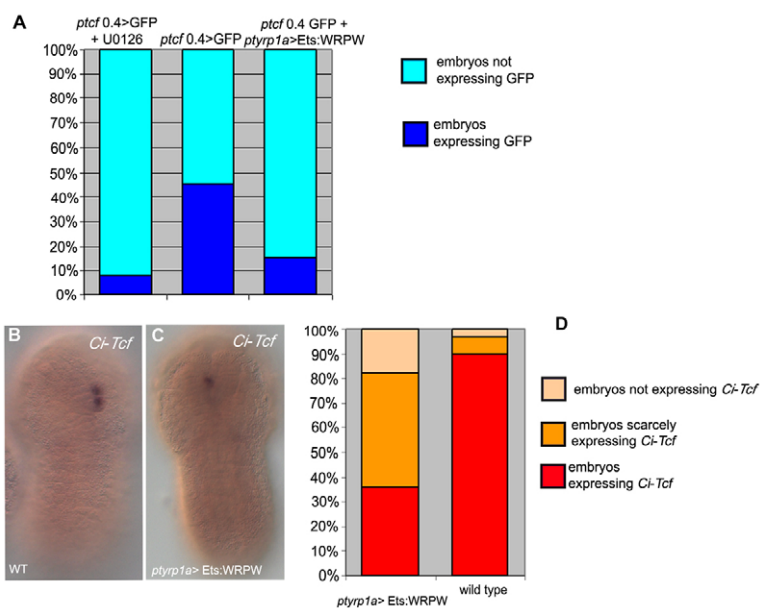 A
ptcf 0.4>GFP
+ U0126
ptcf 0.4>GFP
ptcf 0.4 GFP +
ptyrp1a>Ets:WRPW
100%
90%
80%
70%
60%
50%
40%
30%
20%
10%
0%
embryos not
expressing GFP
embryos
expressing GFP
B
Ci-Tcf
WT
C
Ci-Tcf
ptyrp1a> Ets:WRPW
D
100%
90%
80%
70%
60%
50%
40%
30%
20%
10%
0%
ptyrp1a> Ets:WRPW
wild type
embryos not expressing Ci-Tcf
embryos scarcely
expressing Ci-Tcf
embryos
expressing Ci-Tcf